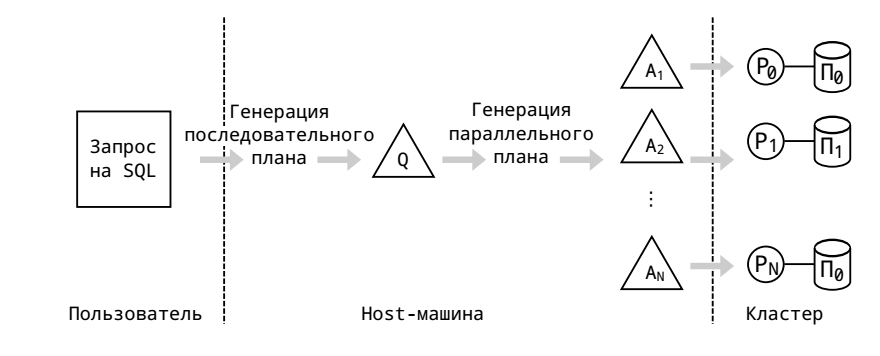 Запрос
на SQL
Генерация
последовательного
плана
Q
Генерация
параллельного
плана
A1
A2
⋮
AN
P0
П0
P1
П1
PN
П0
Пользователь
Host-машина
Кластер